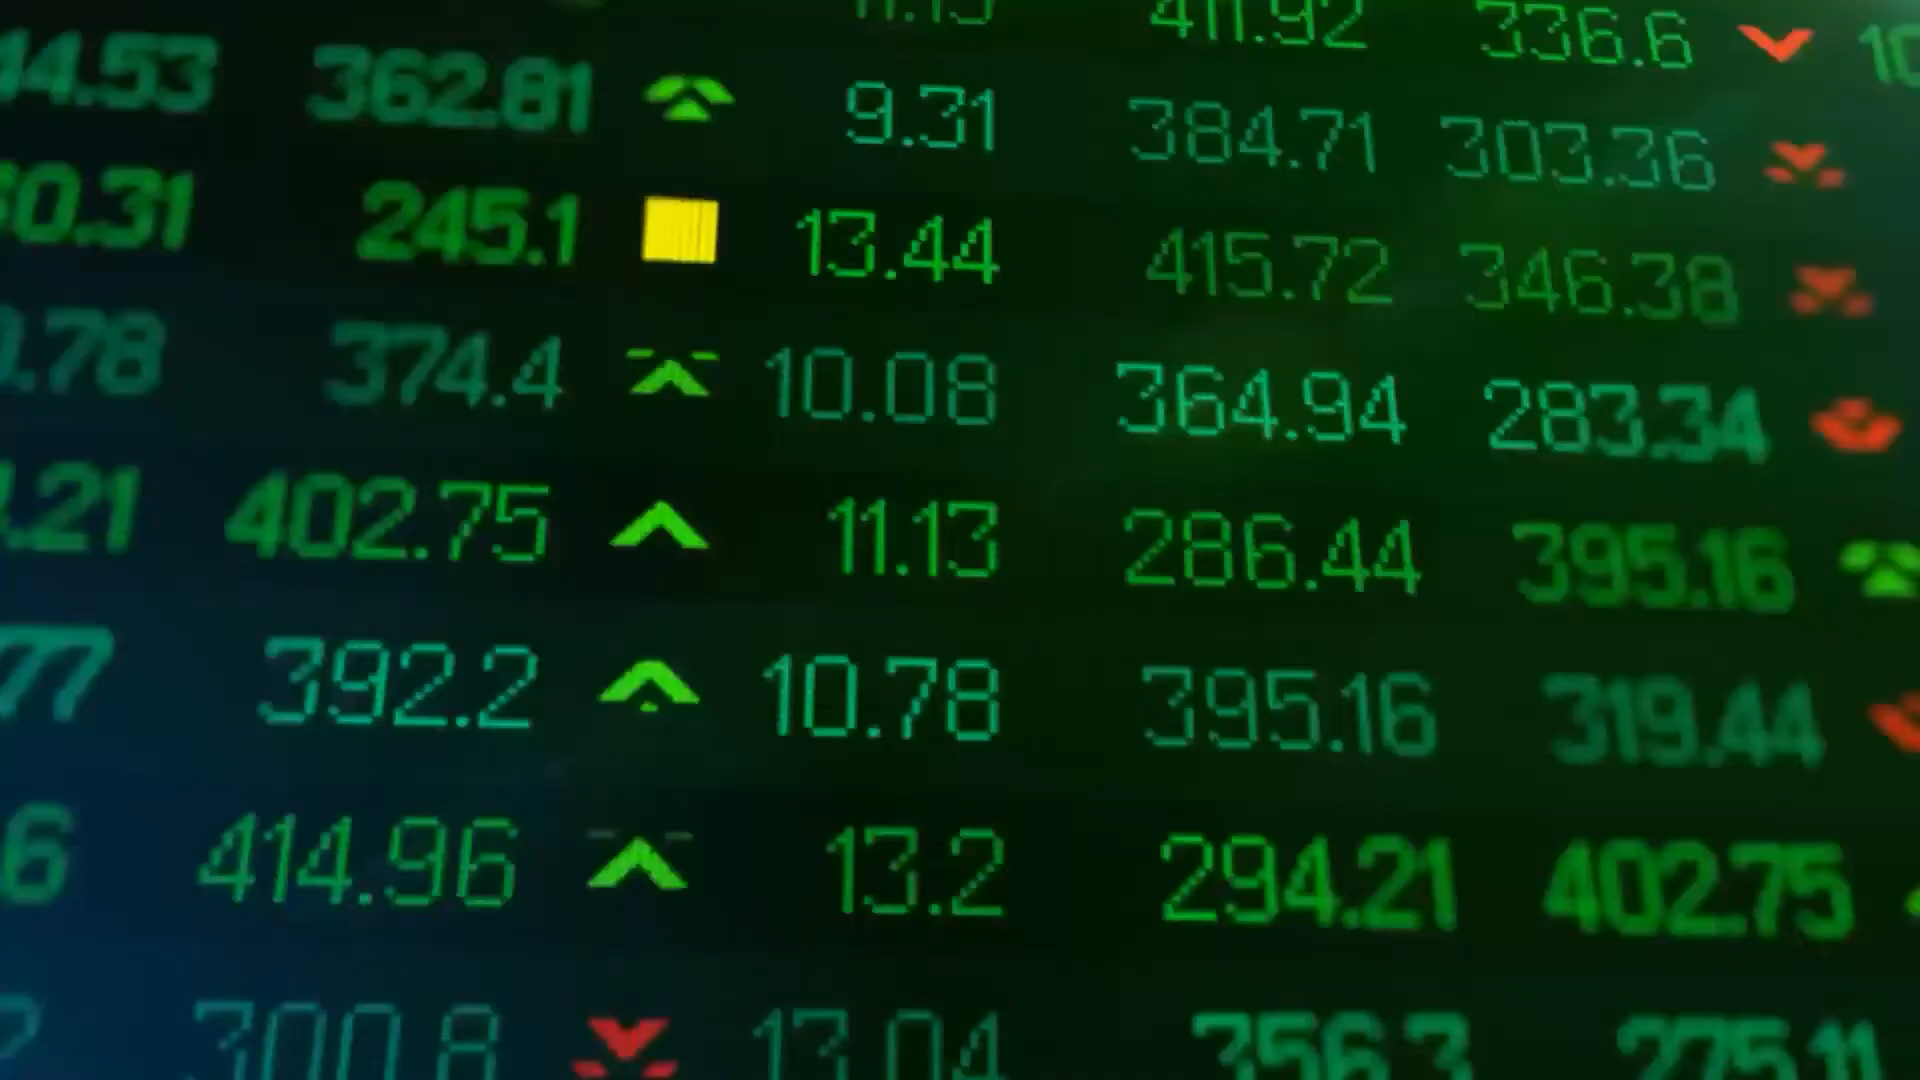 411.92 336.6 10
44.53 362.81 9.31 384.71 303.36
60.31 245.1 13.44 415.72 346.38
0.78 374.4 10.08 364.94 283.34
.21 402.75 11.13 286.44 395.16
77 392.2 10.78 395.16 319.44
6 414.96 13.2 294.21 402.75
300.8 13.04 356.3 275.11